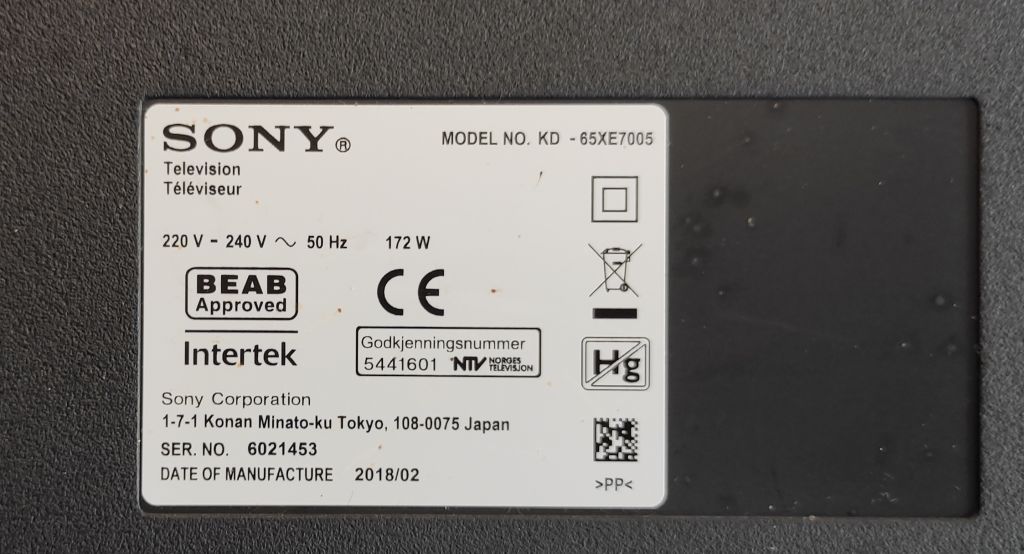 SONY®
MODEL NO. KD - 65XE7005
Television
Téléviseur
220 V - 240 V ~ 50 Hz 172 W
BEAB
Approved
CE
Intertek
Godkjenningsnummer
5441601 NTV NORGES TELEVISJON
Hg
Sony Corporation
1-7-1 Konan Minato-ku Tokyo, 108-0075 Japan
SER. NO. 6021453
DATE OF MANUFACTURE 2018/02
>PP<